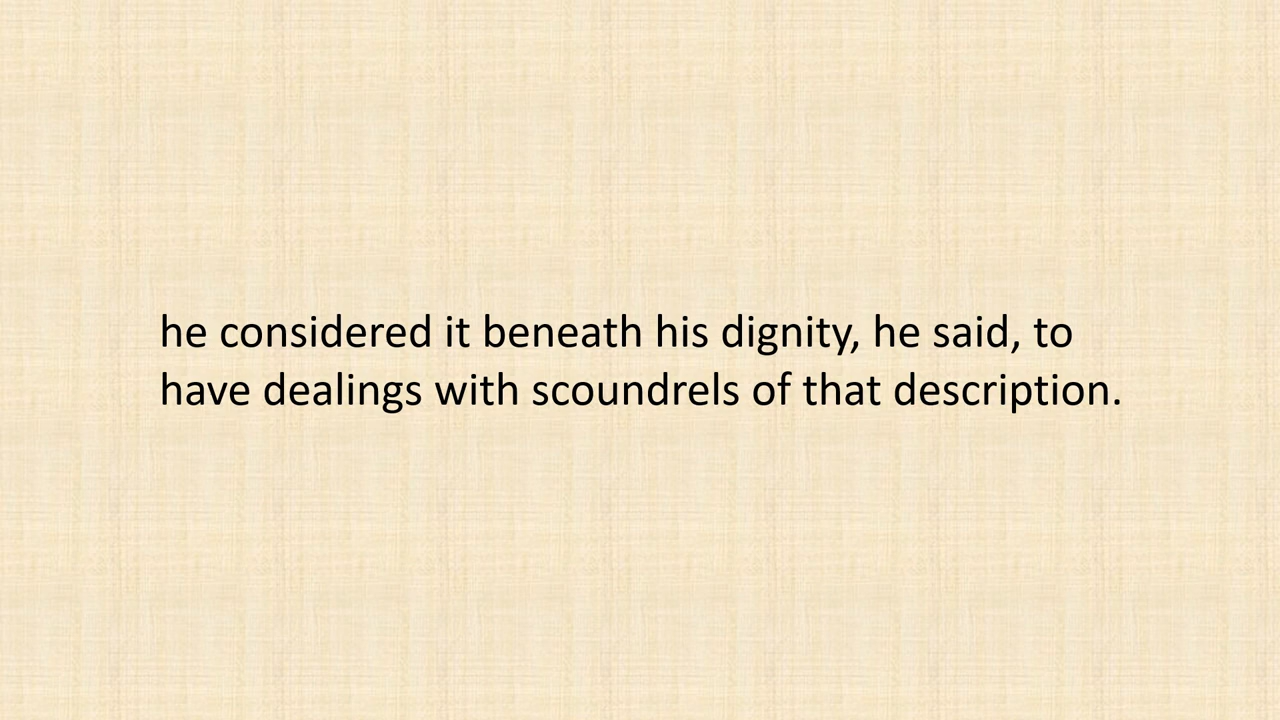 he considered it beneath his dignity, he said, to
have dealings with scoundrels of that description.